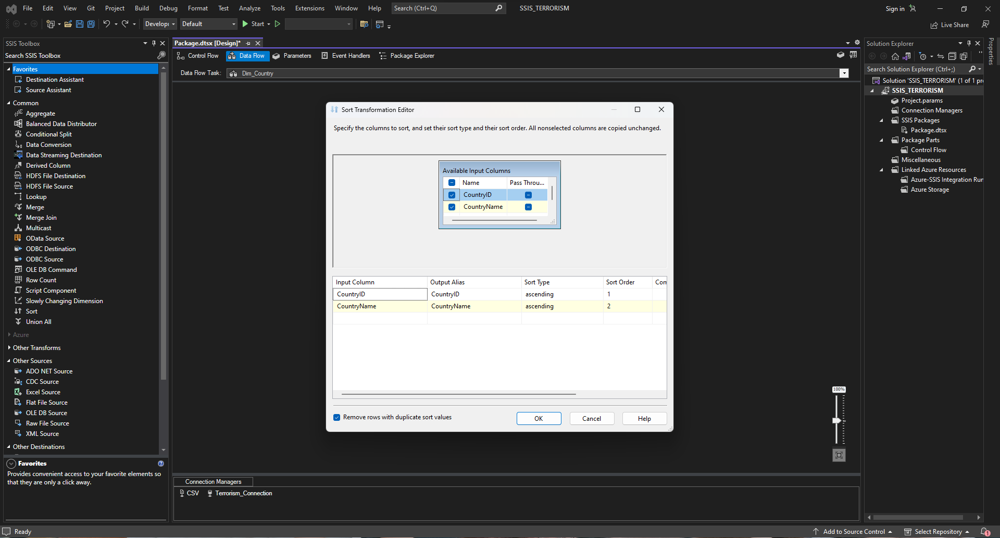 File Edit View Git Project Build Debug Format Test Analyze Tools Extensions Window Help Search (Ctrl+Q) SSIS_TERRORISM Sign in
Develop Default Start Live Share
SSIS Toolbox
Search SSIS Toolbox
Favorites
Destination Assistant
Source Assistant
Common
Aggregate
Balanced Data Distributor
Conditional Split
Data Conversion
Data Streaming Destination
Derived Column
HDFS File Destination
HDFS File Source
Lookup
Merge
Merge Join
Multicast
OData Source
ODBC Destination
ODBC Source
OLE DB Command
Row Count
Script Component
Slowly Changing Dimension
Sort
Union All
Azure
Other Transforms
Other Sources
ADO NET Source
CDC Source
Excel Source
Flat File Source
OLE DB Source
Raw File Source
XML Source
Other Destinations
Favorites
Provides convenient access to your favorite elements so
that they are only a click away.
Package.dtsx [Design]*
Control Flow Data Flow Parameters Event Handlers Package Explorer
Data Flow Task: Dim_Country
Sort Transformation Editor
Specify the columns to sort, and set their sort type and their sort order. All nonselected columns are copied unchanged.
Available Input Columns
Name Pass Throu...
CountryID
CountryName
Input Column Output Alias Sort Type Sort Order Com
CountryID CountryID ascending 1
CountryName CountryName ascending 2
Remove rows with duplicate sort values OK Cancel Help
100%
Connection Managers
CSV Terrorism_Connection
Solution Explorer
Search Solution Explorer (Ctrl+;)
Solution 'SSIS_TERRORISM' (1 of 1 pr
SSIS_TERRORISM
Project.params
Connection Managers
SSIS Packages
Package.dtsx
Package Parts
Control Flow
Miscellaneous
Linked Azure Resources
Azure-SSIS Integration Run
Azure Storage
Properties
Ready Add to Source Control Select Repository 1